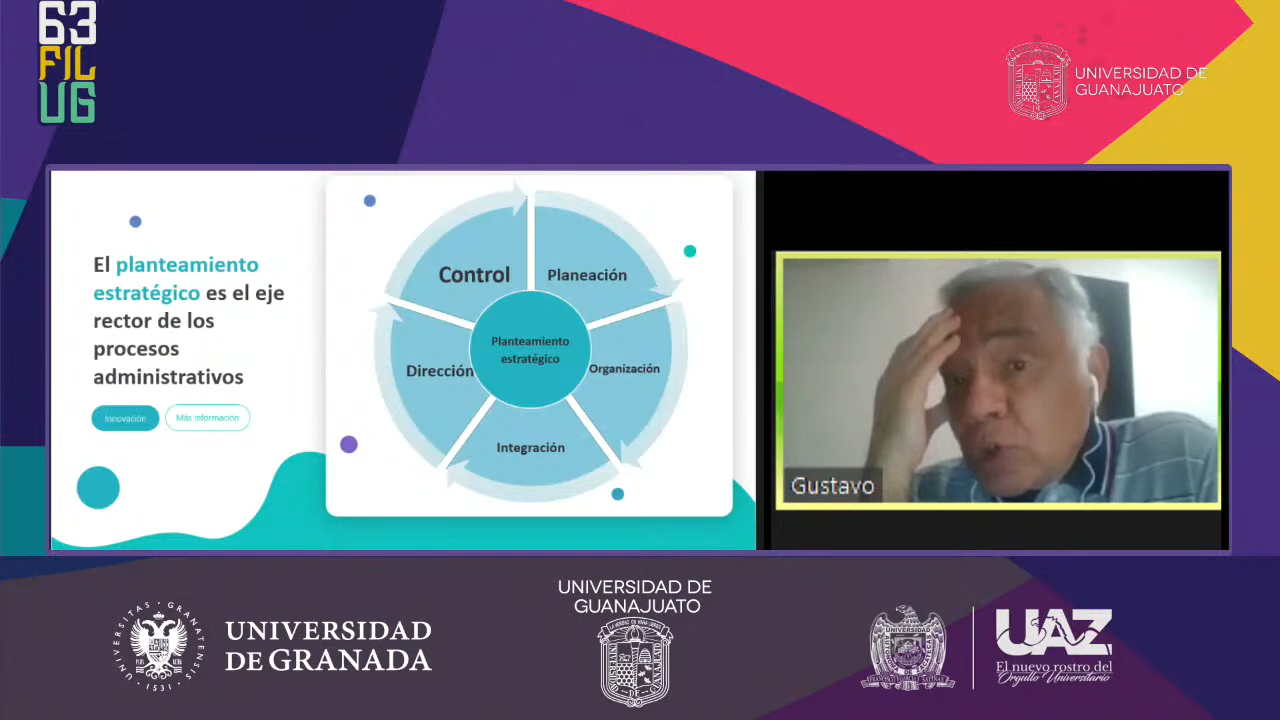 63
FIL
UG
UNIVERSIDAD DE
GUANAJUATO
El planteamiento
estratégico es el eje
rector de los
procesos
administrativos
Innovación
Más información
Control
Planeación
Planteamiento
estratégico
Dirección
Organización
Integración
Gustavo
UNIVERSIDAD
DE GRANADA
1531
UNIVERSIDAD DE
GUANAJUATO
UNIVERSIDAD
UAZ
El nuevo rostro del
Orgullo Universitario